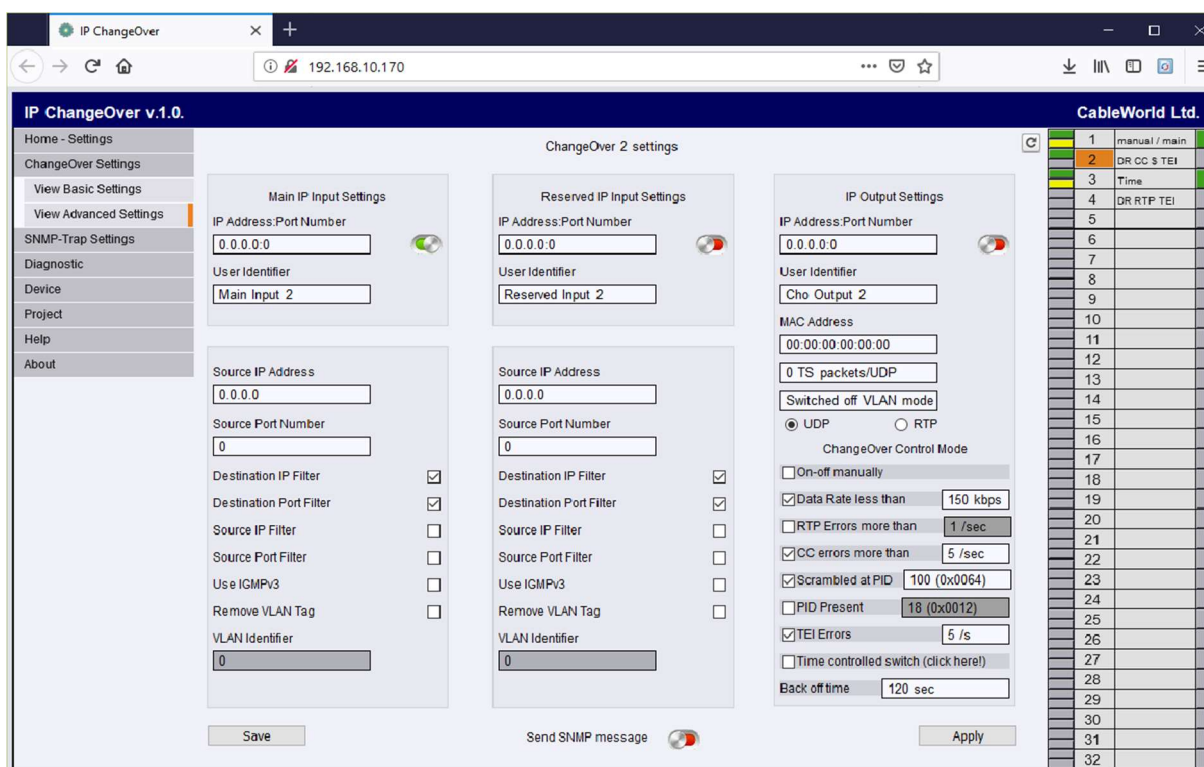 IP ChangeOver
192.168.10.170
IP ChangeOver v.1.0.
CableWorld Ltd.
Home - Settings
ChangeOver Settings
View Basic Settings
View Advanced Settings
SNMP-Trap Settings
Diagnostic
Device
Project
Help
About
ChangeOver 2 settings
Main IP Input Settings
IP Address:Port Number
0.0.0.0:0
User Identifier
Main Input 2
Source IP Address
0.0.0.0
Source Port Number
0
Destination IP Filter
Destination Port Filter
Source IP Filter
Source Port Filter
Use IGMPv3
Remove VLAN Tag
VLAN Identifier
0
Save
Reserved IP Input Settings
IP Address:Port Number
0.0.0.0:0
User Identifier
Reserved Input 2
Source IP Address
0.0.0.0
Source Port Number
0
Destination IP Filter
Destination Port Filter
Source IP Filter
Source Port Filter
Use IGMPv3
Remove VLAN Tag
VLAN Identifier
0
Send SNMP message
IP Output Settings
IP Address:Port Number
0.0.0.0:0
User Identifier
Cho Output 2
MAC Address
00:00:00:00:00:00
0 TS packets/UDP
Switched off VLAN mode
UDP RTP
ChangeOver Control Mode
On-off manually
Data Rate less than 150 kbps
RTP Errors more than 1 /sec
CC errors more than 5 /sec
Scrambled at PID 100 (0x0064)
PID Present 18 (0x0012)
TEI Errors 5 /s
Time controlled switch (click here!)
Back off time 120 sec
Apply
1 manual / main
2 DR CC $ TEI
3 Time
4 DR RTP TEI
5
6
7
8
9
10
11
12
13
14
15
16
17
18
19
20
21
22
23
24
25
26
27
28
29
30
31
32